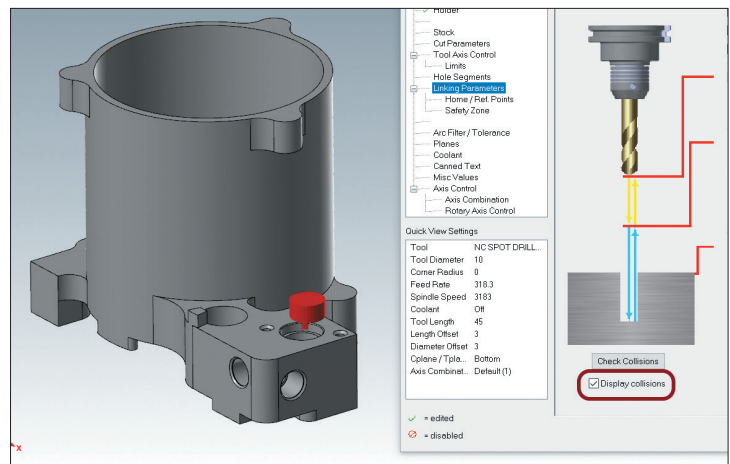 Holder
Stock
Cut Parameters
Tool Axis Control
Limits
Hole Segments
Linking Parameters
Home / Ref. Points
Safety Zone
Arc Filter / Tolerance
Planes
Coolant
Canned Text
Misc Values
Axis Control
Axis Combination
Rotary Axis Control
Quick View Settings
Tool NC SPOT DRILL...
Tool Diameter 10
Corner Radius 0
Feed Rate 318.3
Spindle Speed 3183
Coolant Off
Tool Length 45
Length Offset 3
Diameter Offset 3
Cplane / Tpla... Bottom
Axis Combinat... Default (1)
Check Collisions
Display collisions
= edited
= disabled
x